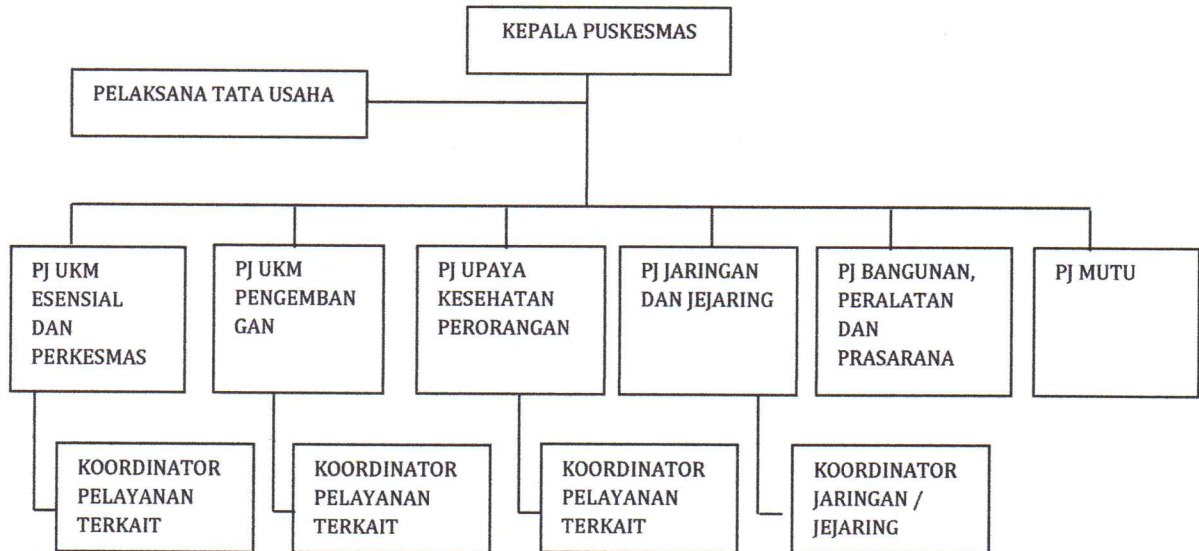 KEPALA PUSKESMAS
PELAKSANA TATA USAHA
PJ UKM
ESENSIAL
DAN
PERKESMAS
PJ UKM
PENGEMBAN
GAN
PJ UPAYA
KESEHATAN
PERORANGAN
PJ JARINGAN
DAN JEJARING
PJ BANGUNAN,
PERALATAN
DAN
PRASARANA
PJ MUTU
KOORDINATOR
PELAYANAN
TERKAIT
KOORDINATOR
PELAYANAN
TERKAIT
KOORDINATOR
PELAYANAN
TERKAIT
KOORDINATOR
JARINGAN /
JEJARING